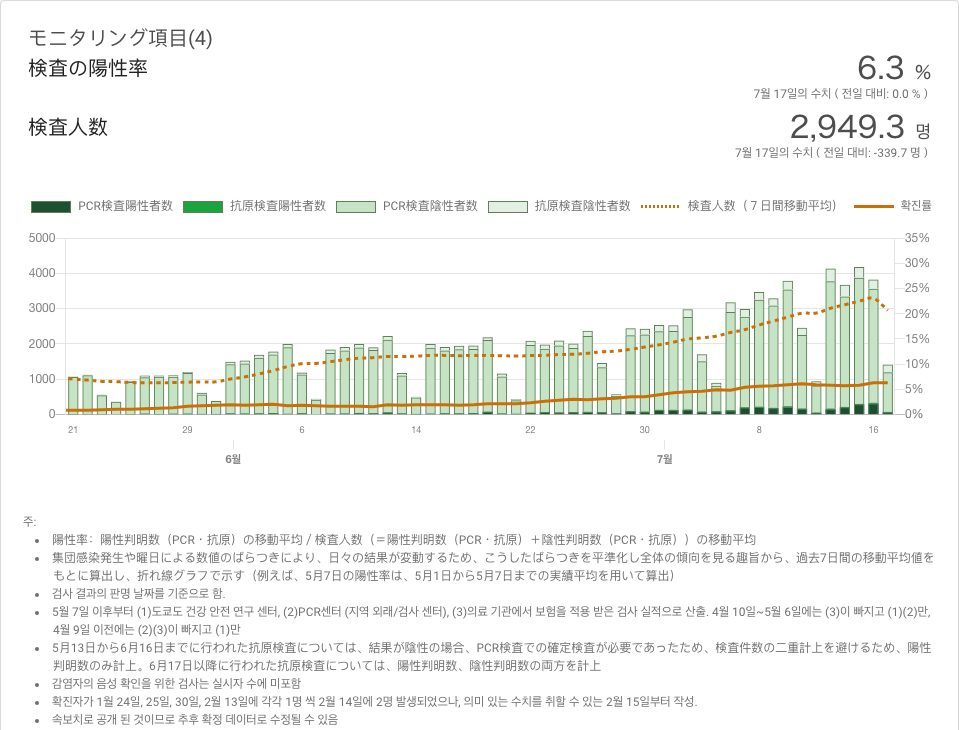 モニタリング項目(4)
検査の陽性率
6.3 %
7월 17일의 수치 ( 전일 대비: 0.0 % )
検査人数
2,949.3 명
7월 17일의 수치 ( 전일 대비: -339.7 명 )
PCR検査陽性者数 抗原検査陽性者数 PCR検査陰性者数 抗原検査陰性者数 検査人数（７日間移動平均） 확진률
5000 35%
30%
4000
25%
3000
20%
2000 15%
10%
1000
5%
0 0%
21 29 6 14 22 30 8 16
6월 7월
주:
陽性率：陽性判明数（PCR・抗原）の移動平均 / 検査人数（＝陽性判明数（PCR・抗原）＋陰性判明数（PCR・抗原））の移動平均
集団感染発生や曜日による数値のばらつきにより、日々の結果が変動するため、こうしたばらつきを平準化し全体の傾向を見る趣旨から、過去7日間の移動平均値を
もとに算出し、折れ線グラフで示す（例えば、5月7日の陽性率は、5月1日から5月7日までの実績平均を用いて算出）
검사 결과의 판명 날짜를 기준으로 함.
5월 7일 이후부터 (1)도쿄도 건강 안전 연구 센터, (2)PCR센터 (지역 외래/검사 센터), (3)의료 기관에서 보험을 적용 받은 검사 실적으로 산출. 4월 10일~5월 6일에는 (3)이 빠지고 (1)(2)만,
4월 9일 이전에는 (2)(3)이 빠지고 (1)만
5月13日から6月16日までに行われた抗原検査については、結果が陰性の場合、PCR検査での確定検査が必要であったため、検査件数の二重計上を避けるため、陽性
判明数のみ計上。6月17日以降に行われた抗原検査については、陽性判明数、陰性判明数の両方を計上
감염자의 음성 확인을 위한 검사는 실시자 수에 미포함
확진자가 1월 24일, 25일, 30일, 2월 13일에 각각 1명 씩 2월 14일에 2명 발생되었으나, 의미 있는 수치를 취할 수 있는 2월 15일부터 작성.
속보치로 공개 된 것이므로 추후 확정 데이터로 수정될 수 있음